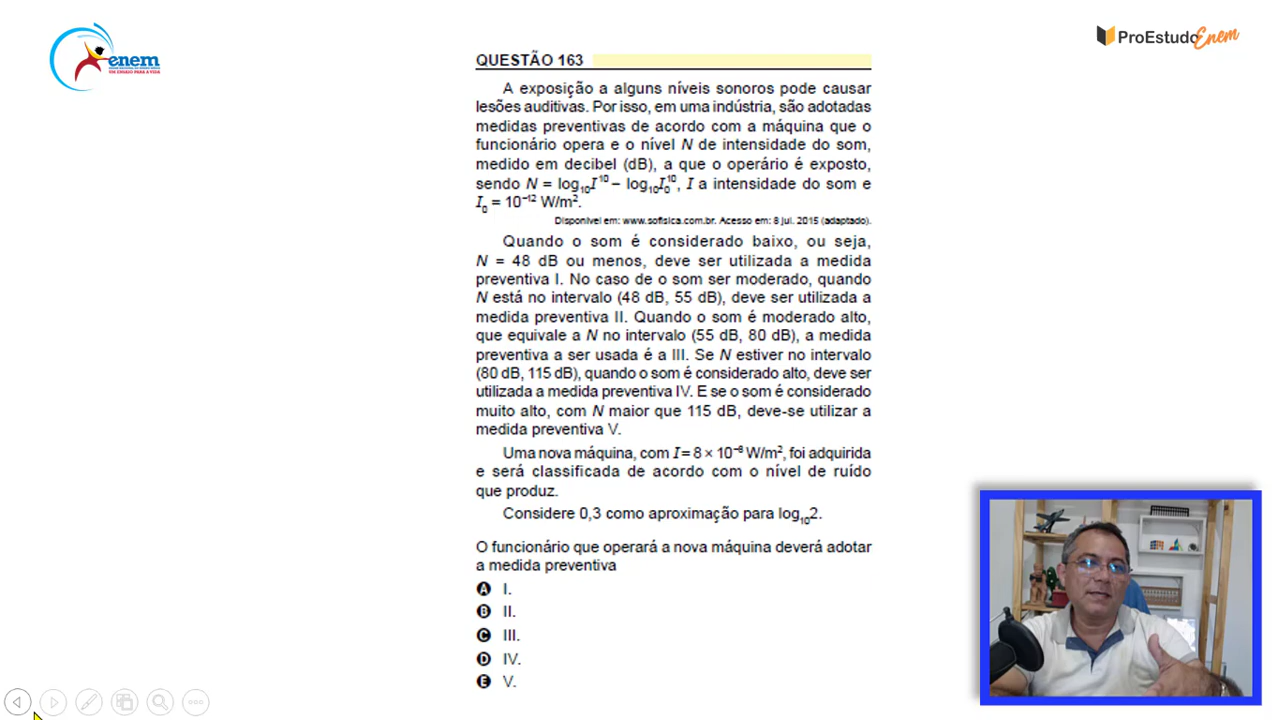 enem
ProEstudoEnem
QUESTÃO 163
A exposição a alguns níveis sonoros pode causar
lesões auditivas. Por isso, em uma indústria, são adotadas
medidas preventivas de acordo com a máquina que o
funcionário opera e o nível N de intensidade do som,
medido em decibel (dB), a que o operário é exposto,
sendo N = log₁₀I¹⁰ − log₁₀I₀¹⁰, I a intensidade do som e
I₀ = 10⁻¹² W/m².
Disponível em: www.sofisica.com.br. Acesso em: 8 jul. 2015 (adaptado).
Quando o som é considerado baixo, ou seja,
N = 48 dB ou menos, deve ser utilizada a medida
preventiva I. No caso de o som ser moderado, quando
N está no intervalo (48 dB, 55 dB), deve ser utilizada a
medida preventiva II. Quando o som é moderado alto,
que equivale a N no intervalo (55 dB, 80 dB), a medida
preventiva a ser usada é a III. Se N estiver no intervalo
(80 dB, 115 dB), quando o som é considerado alto, deve ser
utilizada a medida preventiva IV. E se o som é considerado
muito alto, com N maior que 115 dB, deve-se utilizar a
medida preventiva V.
Uma nova máquina, com I = 8 × 10⁻⁸ W/m², foi adquirida
e será classificada de acordo com o nível de ruído
que produz.
Considere 0,3 como aproximação para log₁₀2.
O funcionário que operará a nova máquina deverá adotar
a medida preventiva
A I.
B II.
C III.
D IV.
E V.